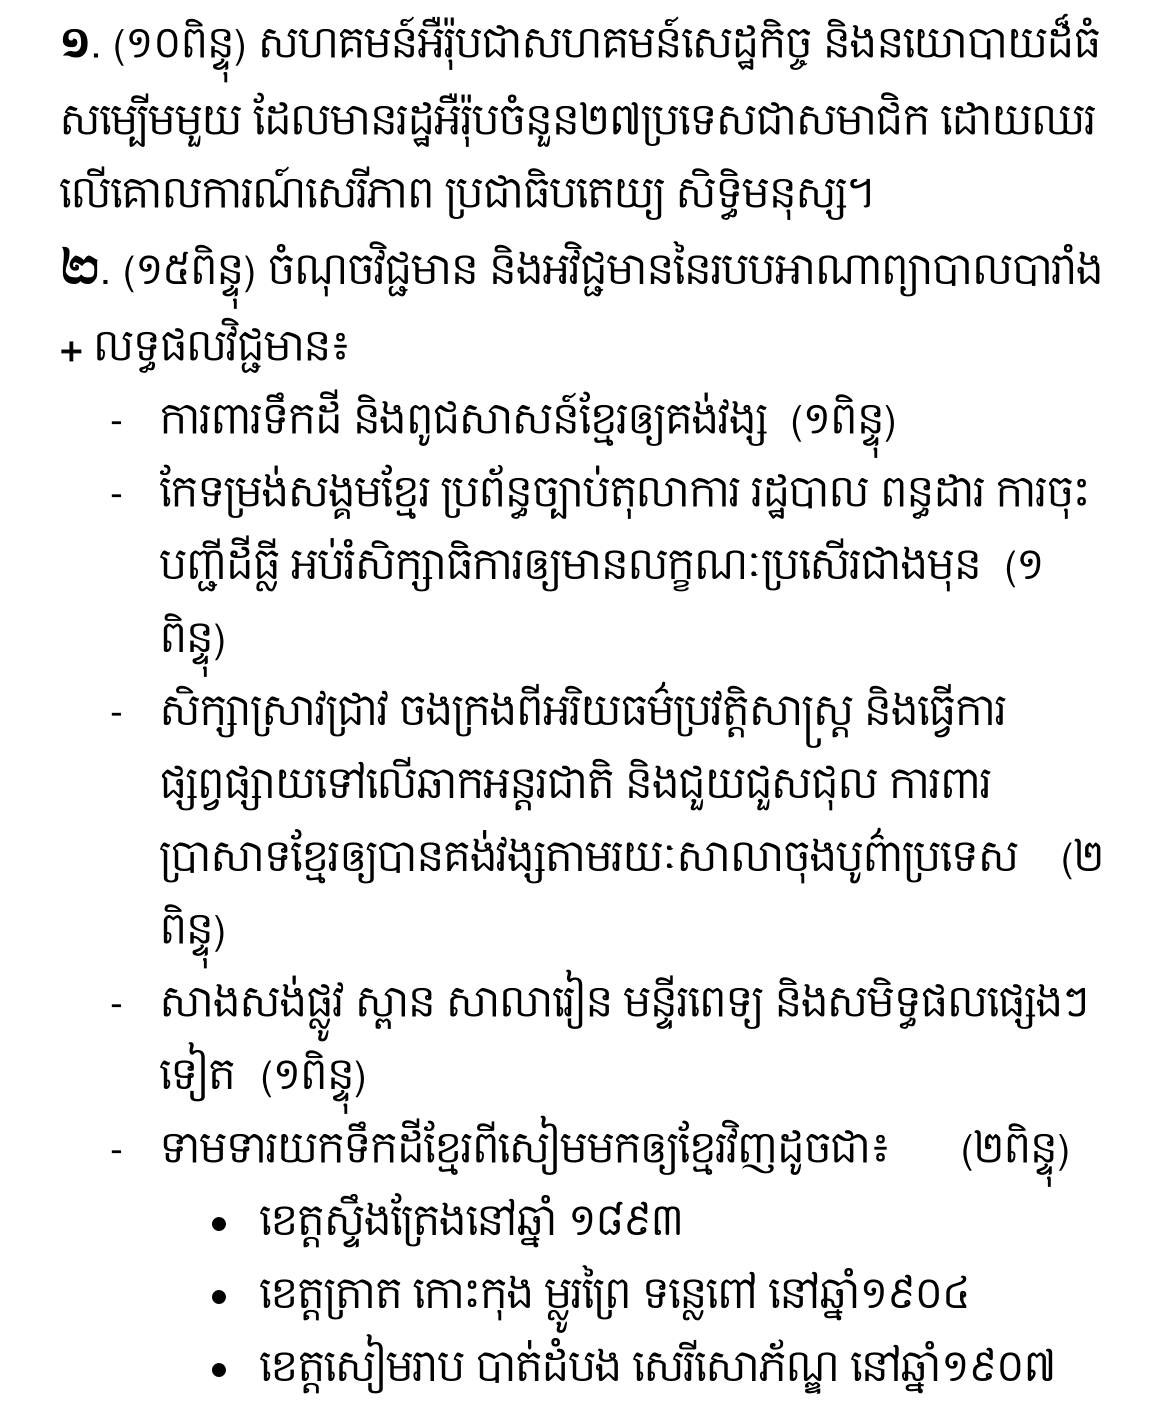 ១. (១០ពិន្ទុ) សហគមន៍អឺរ៉ុបជាសហគមន៍សេដ្ឋកិច្ច និងនយោបាយដ៏ធំ
សម្បើមមួយ ដែលមានរដ្ឋអឺរ៉ុបចំនួន២៧ប្រទេសជាសមាជិក ដោយឈរ
លើគោលការណ៍សេរីភាព ប្រជាធិបតេយ្យ សិទ្ធិមនុស្ស។
២. (១៥ពិន្ទុ) ចំណុចវិជ្ជមាន និងអវិជ្ជមាននៃរបបអាណាព្យាបាលបារាំង
+ លទ្ធផលវិជ្ជមាន៖
- ការពារទឹកដី និងពូជសាសន៍ខ្មែរឲ្យគង់វង្ស (១ពិន្ទុ)
- កែទម្រង់សង្គមខ្មែរ ប្រព័ន្ធច្បាប់តុលាការ រដ្ឋបាល ពន្ធដារ ការចុះ
បញ្ជីដីធ្លី អប់រំសិក្សាធិការឲ្យមានលក្ខណៈប្រសើរជាងមុន (១
ពិន្ទុ)
- សិក្សាស្រាវជ្រាវ ចងក្រងពីអរិយធម៌ប្រវត្តិសាស្ត្រ និងធ្វើការ
ផ្សព្វផ្សាយទៅលើឆាកអន្តរជាតិ និងជួយជួសជុល ការពារ
ប្រាសាទខ្មែរឲ្យបានគង់វង្សតាមរយៈសាលាចុងបូព៌ាប្រទេស (២
ពិន្ទុ)
- សាងសង់ផ្លូវ ស្ពាន សាលារៀន មន្ទីរពេទ្យ និងសមិទ្ធផលផ្សេងៗ
ទៀត (១ពិន្ទុ)
- ទាមទារយកទឹកដីខ្មែរពីសៀមមកឲ្យខ្មែរវិញដូចជា៖ (២ពិន្ទុ)
• ខេត្តស្ទឹងត្រែងនៅឆ្នាំ ១៨៩៣
• ខេត្តត្រាត កោះកុង ម្លូរព្រៃ ទន្លេពៅ នៅឆ្នាំ១៩០៤
• ខេត្តសៀមរាប បាត់ដំបង សេរីសោភ័ណ្ឌ នៅឆ្នាំ១៩០៧